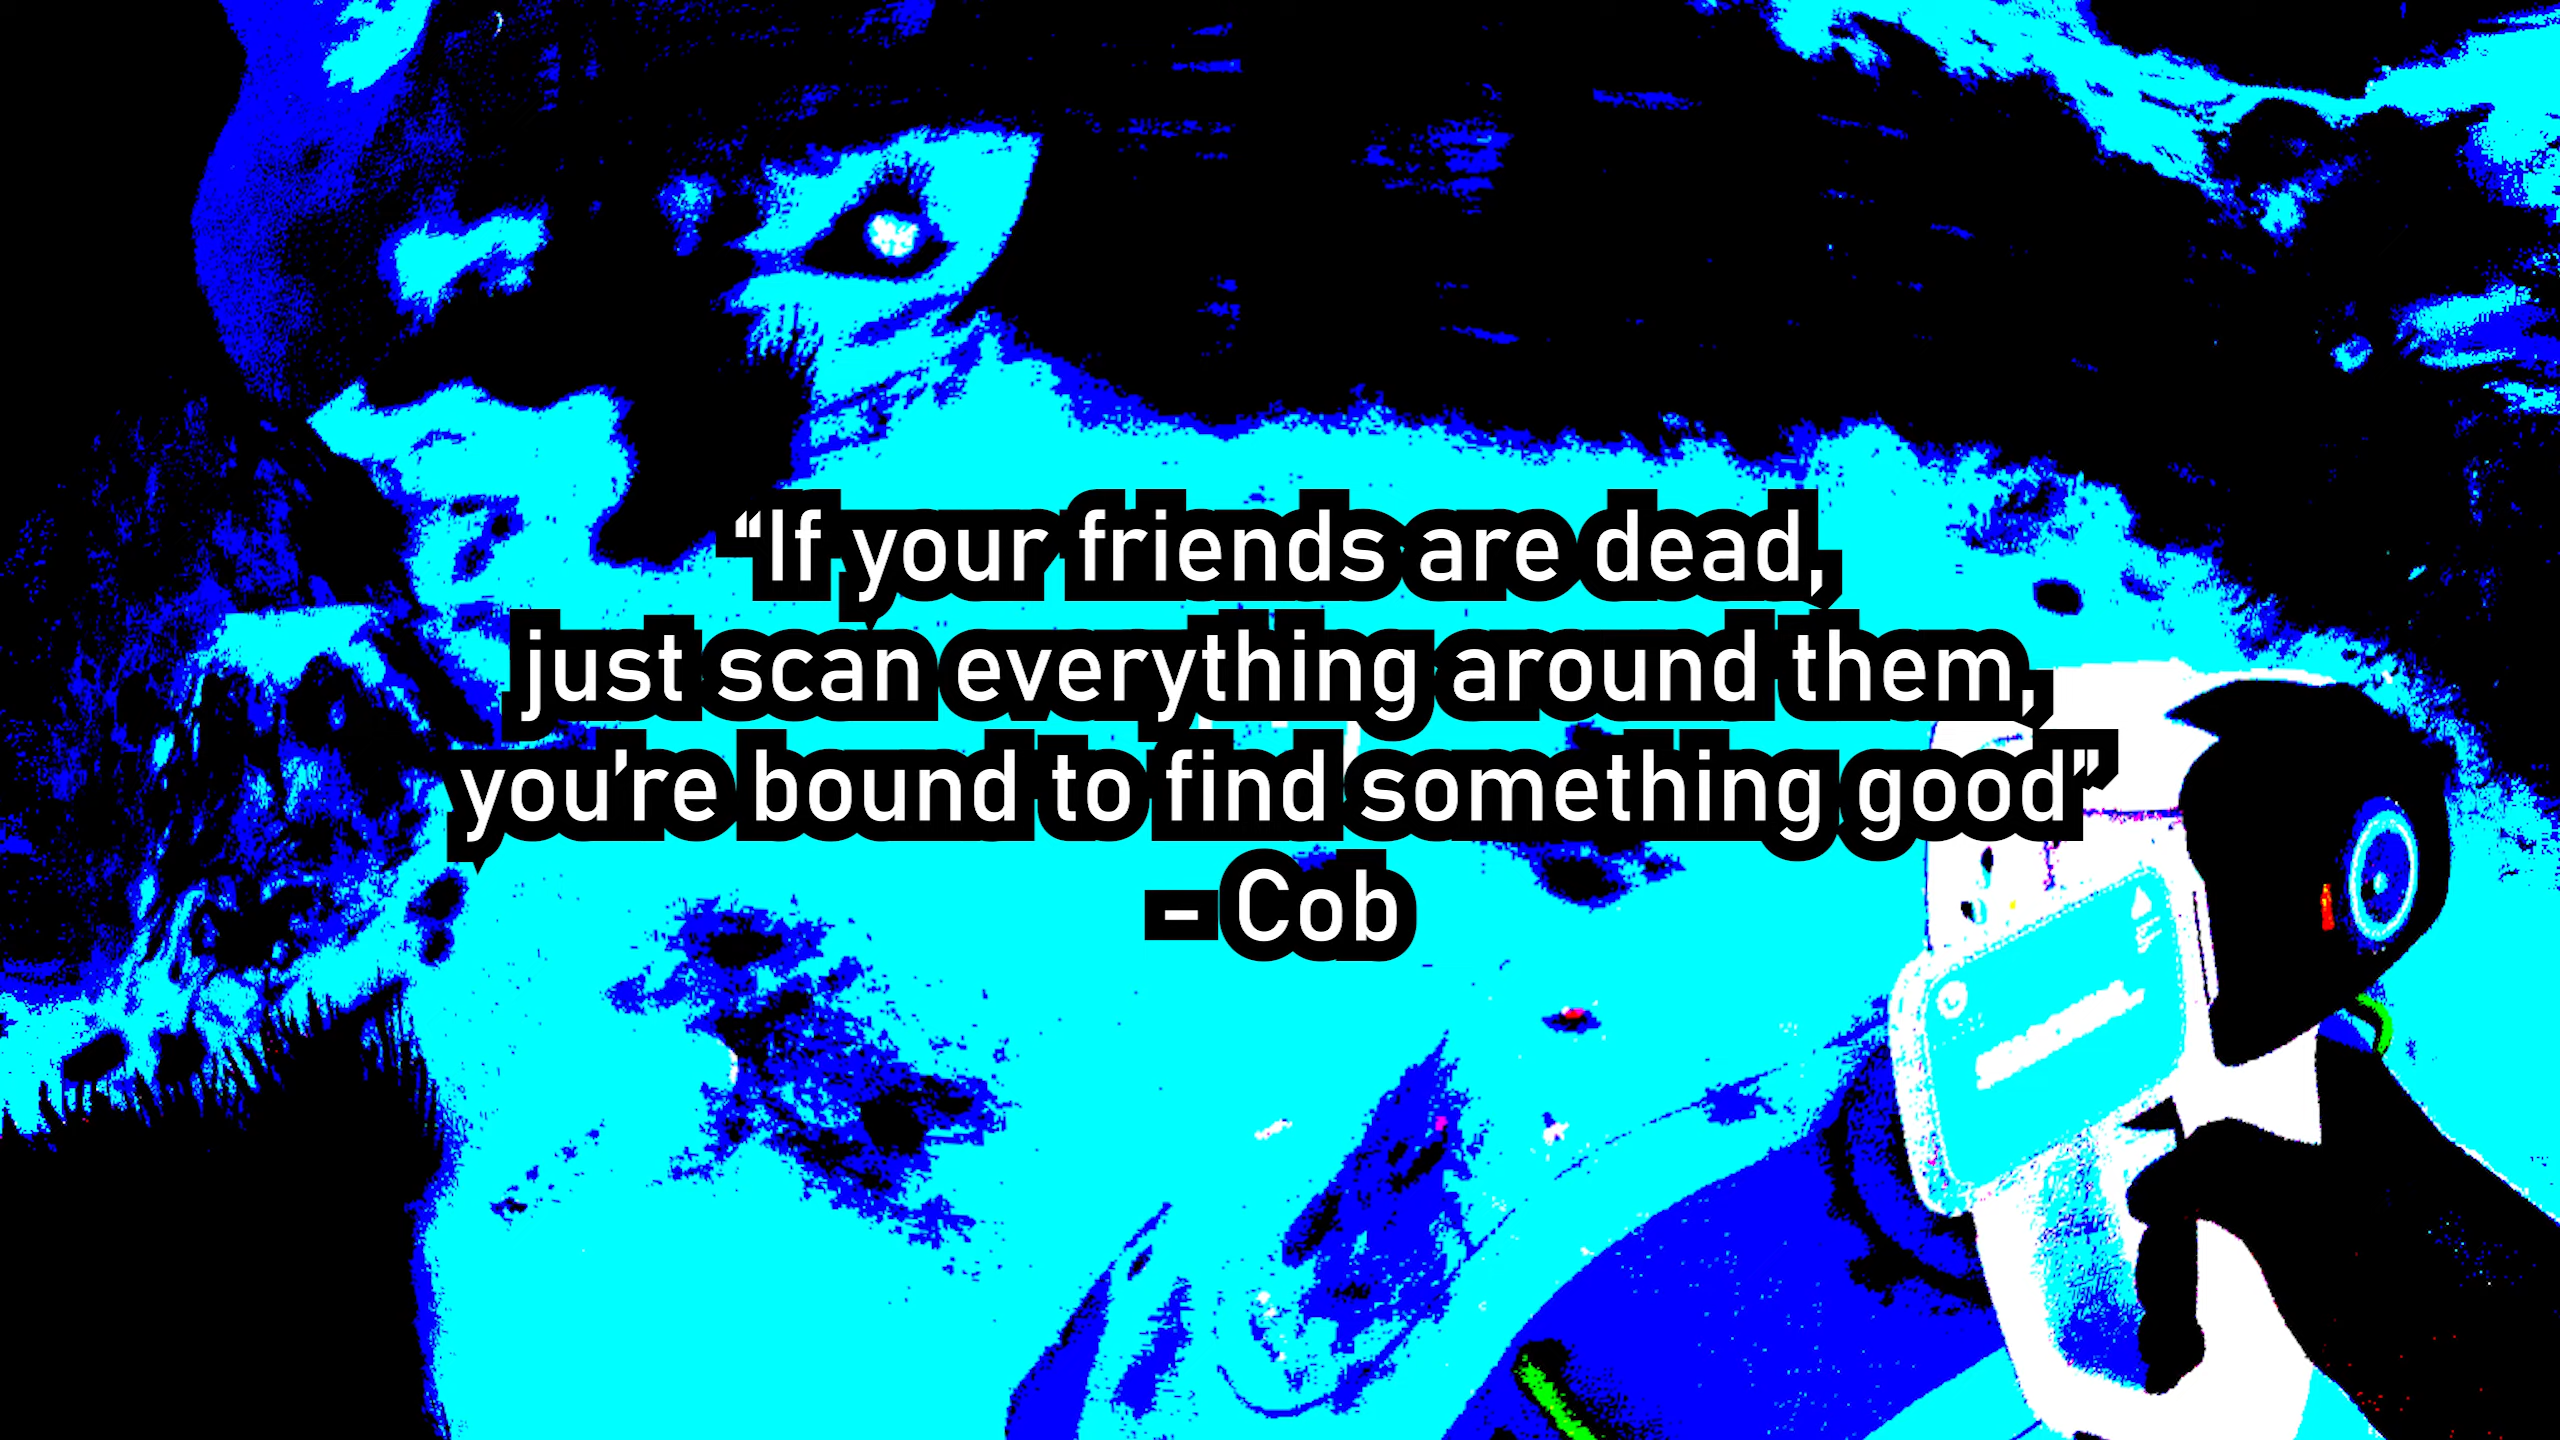 “If your friends are dead,
just scan everything around them,
you’re bound to find something good”
– Cob